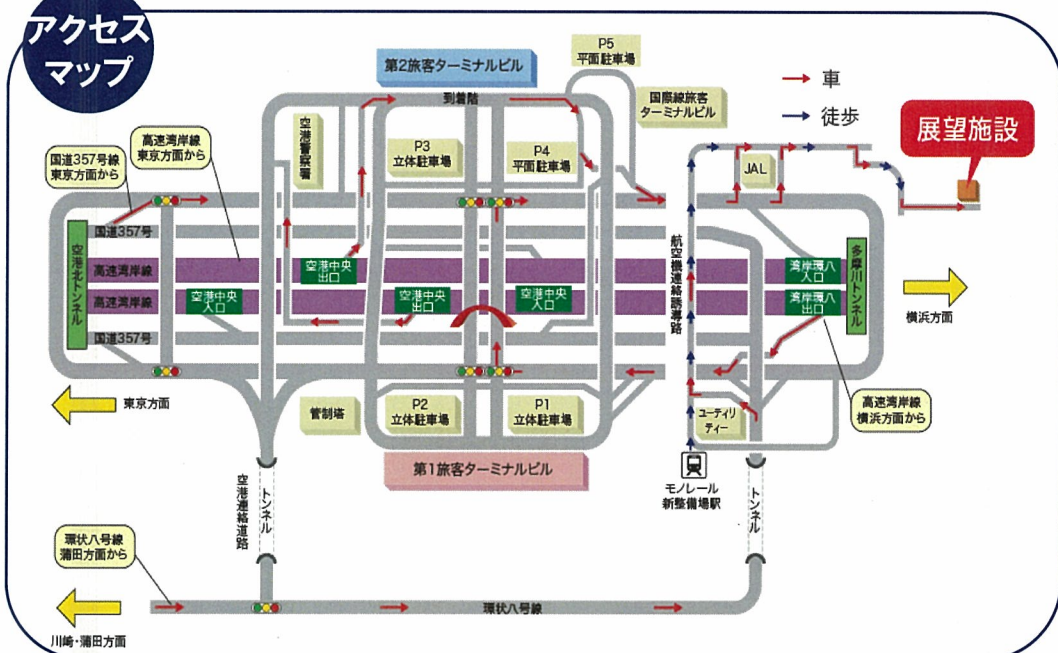 アクセス
マップ
第2旅客ターミナルビル
P5
平面駐車場
車
徒歩
到着階
国際線旅客
ターミナルビル
展望施設
高速湾岸線
東京方面から
国道357号線
東京方面から
空港警察署
P3
立体駐車場
P4
平面駐車場
JAL
国道357号
空港北トンネル
高速湾岸線
空港中央
出口
航空機連絡誘導路
湾岸環八
入口
多摩川トンネル
高速湾岸線
空港中央
入口
空港中央
出口
空港中央
入口
湾岸環八
出口
横浜方面
国道357号
東京方面
管制塔
P2
立体駐車場
P1
立体駐車場
ユーティリ
ティー
高速湾岸線
横浜方面から
第1旅客ターミナルビル
モノレール
新整備場駅
空港連絡道路
トンネル
トンネル
環状八号線
蒲田方面から
環状八号線
川崎・蒲田方面